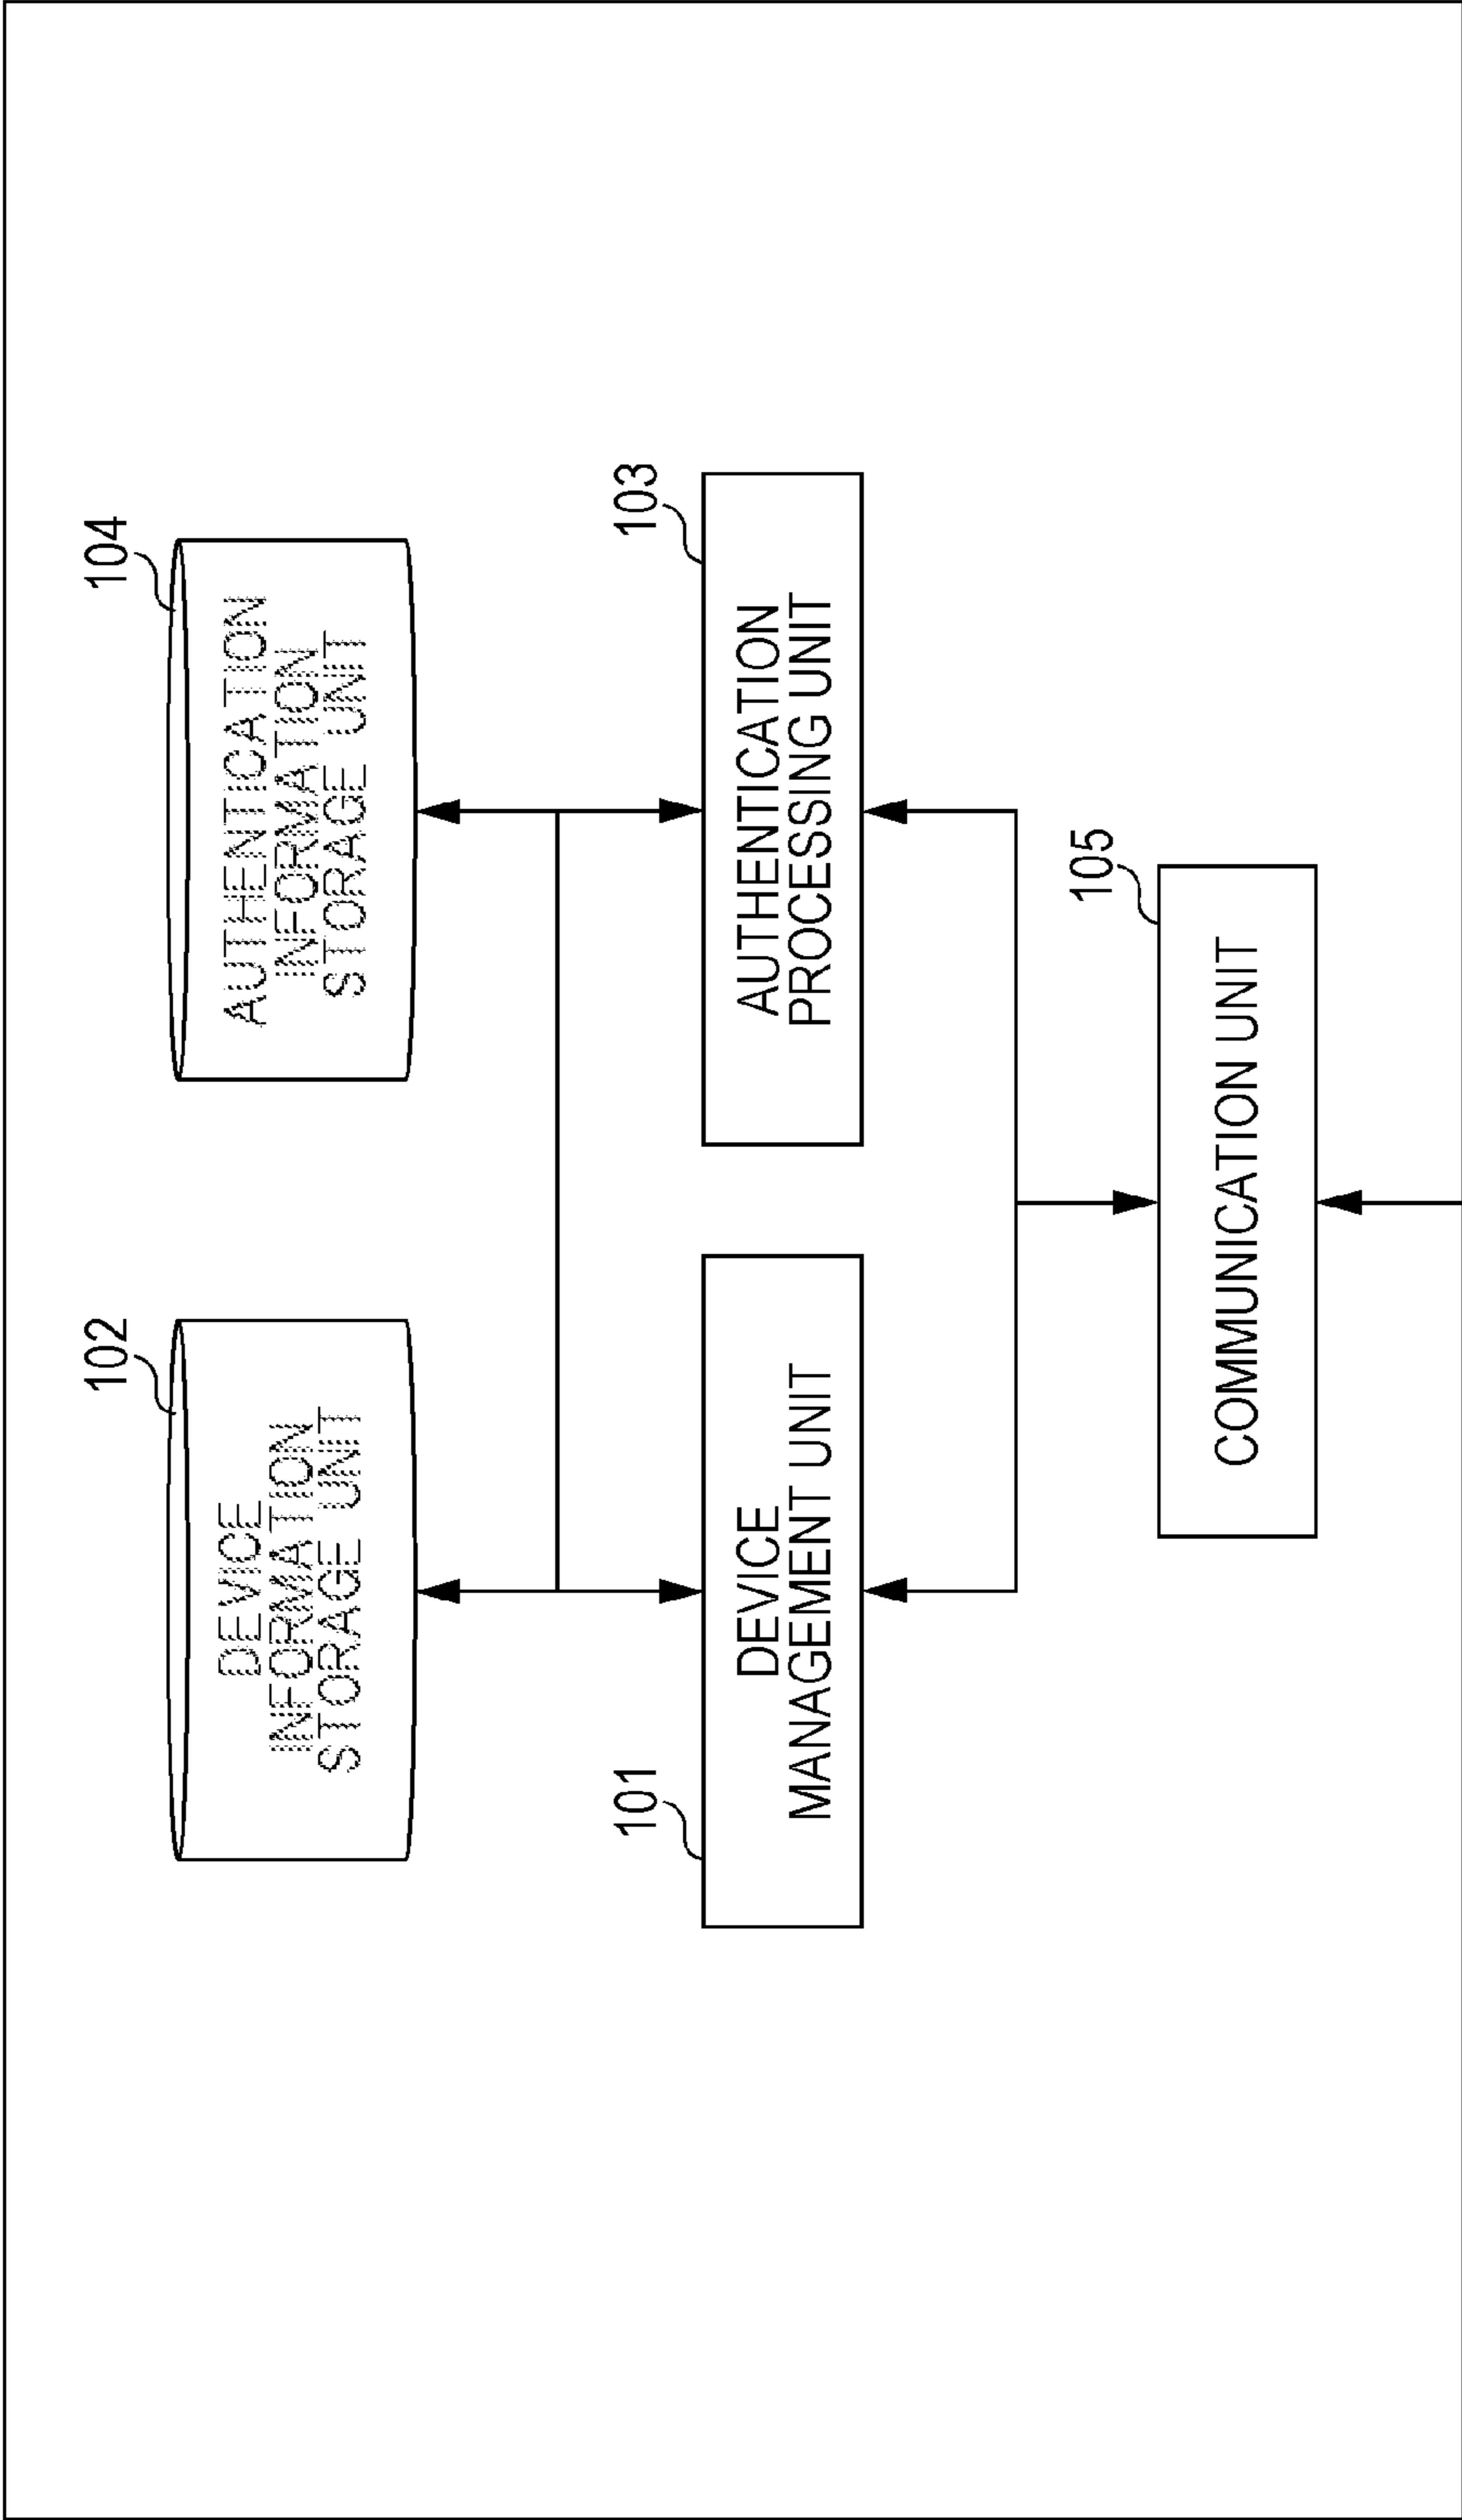 102
DEVICE
INFORMATION
STORAGE UNIT
104
AUTHENTICATION
INFORMATION
STORAGE UNIT
101
DEVICE
MANAGEMENT UNIT
103
AUTHENTICATION
PROCESSING UNIT
105
COMMUNICATION UNIT